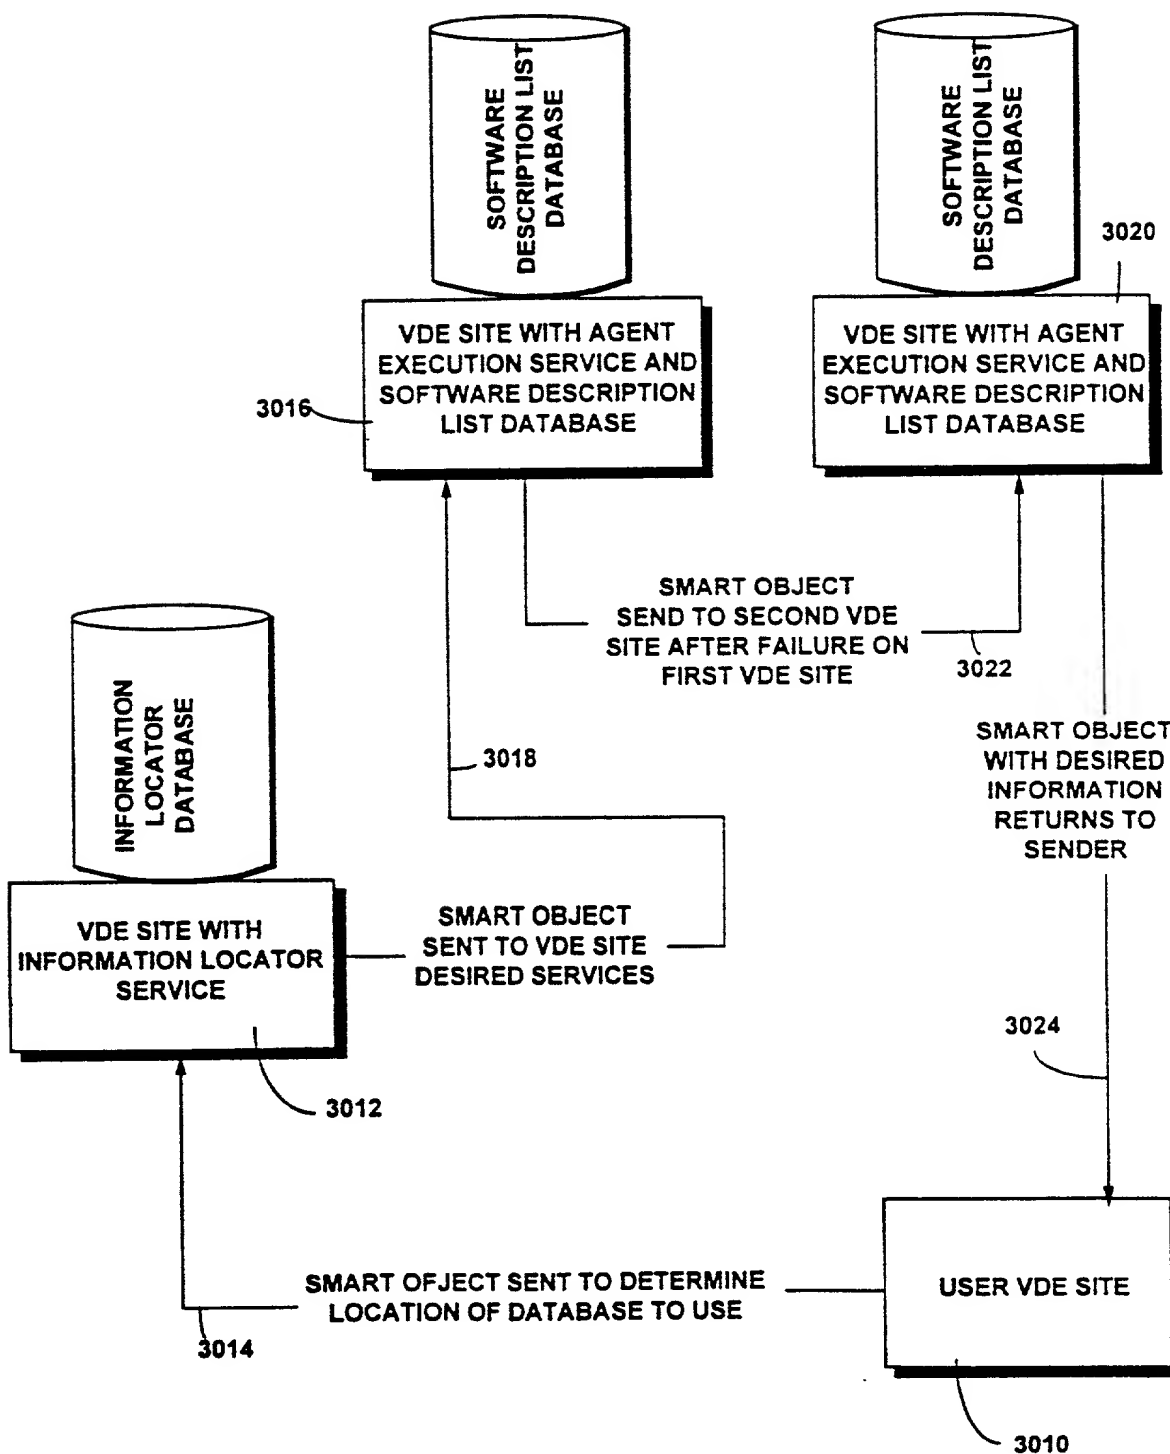 SOFTWARE
DESCRIPTION LIST
DATABASE
SOFTWARE
DESCRIPTION LIST
DATABASE
3020
VDE SITE WITH AGENT
EXECUTION SERVICE AND
SOFTWARE DESCRIPTION
LIST DATABASE
VDE SITE WITH AGENT
EXECUTION SERVICE AND
SOFTWARE DESCRIPTION
LIST DATABASE
3016
SMART OBJECT
SEND TO SECOND VDE
SITE AFTER FAILURE ON
FIRST VDE SITE
3022
INFORMATION
LOCATOR
DATABASE
3018
SMART OBJECT
WITH DESIRED
INFORMATION
RETURNS TO
SENDER
VDE SITE WITH
INFORMATION LOCATOR
SERVICE
SMART OBJECT
SENT TO VDE SITE
DESIRED SERVICES
3024
3012
SMART OFJECT SENT TO DETERMINE
LOCATION OF DATABASE TO USE
USER VDE SITE
3014
3010